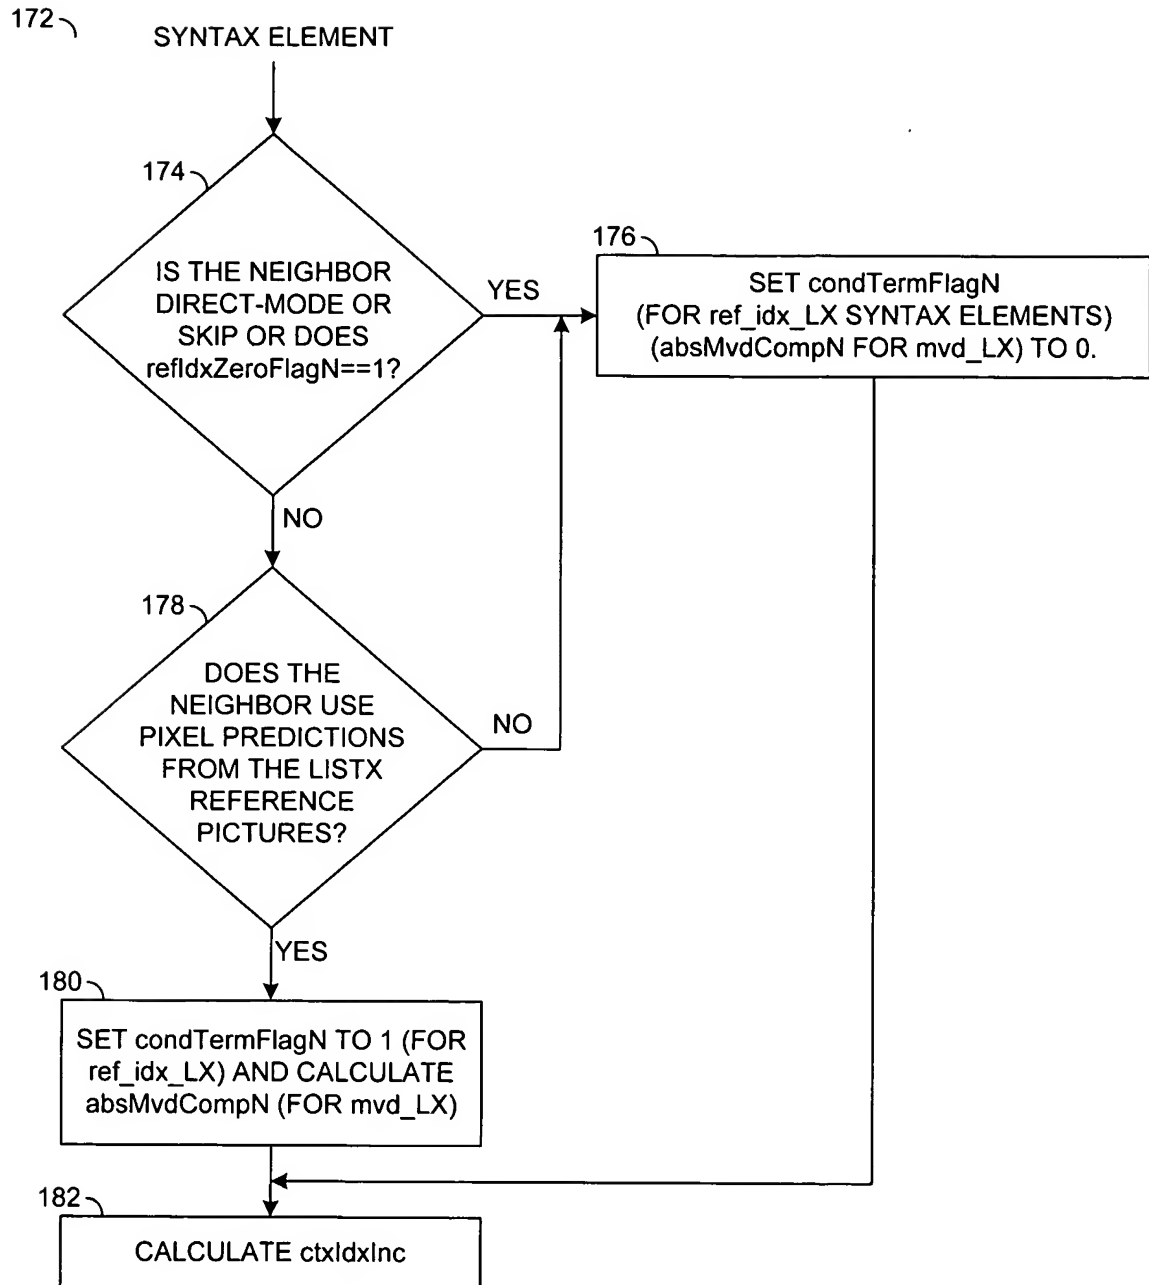 172
SYNTAX ELEMENT
174
IS THE NEIGHBOR
DIRECT-MODE OR
SKIP OR DOES
refIdxZeroFlagN==1?
YES
176
SET condTermFlagN
(FOR ref_idx_LX SYNTAX ELEMENTS)
(absMvdCompN FOR mvd_LX) TO 0.
NO
178
DOES THE
NEIGHBOR USE
PIXEL PREDICTIONS
FROM THE LISTX
REFERENCE
PICTURES?
NO
YES
180
SET condTermFlagN TO 1 (FOR
ref_idx_LX) AND CALCULATE
absMvdCompN (FOR mvd_LX)
182
CALCULATE ctxIdxInc